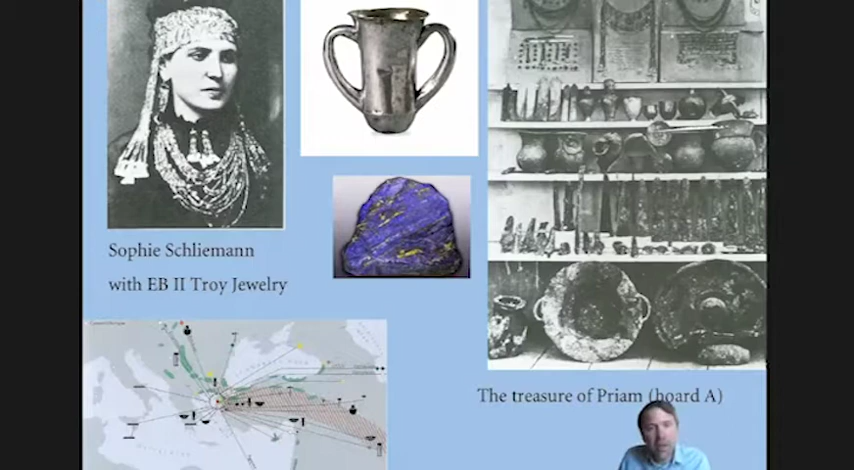 Sophie Schliemann
with EB II Troy Jewelry
The treasure of Priam (hoard A)